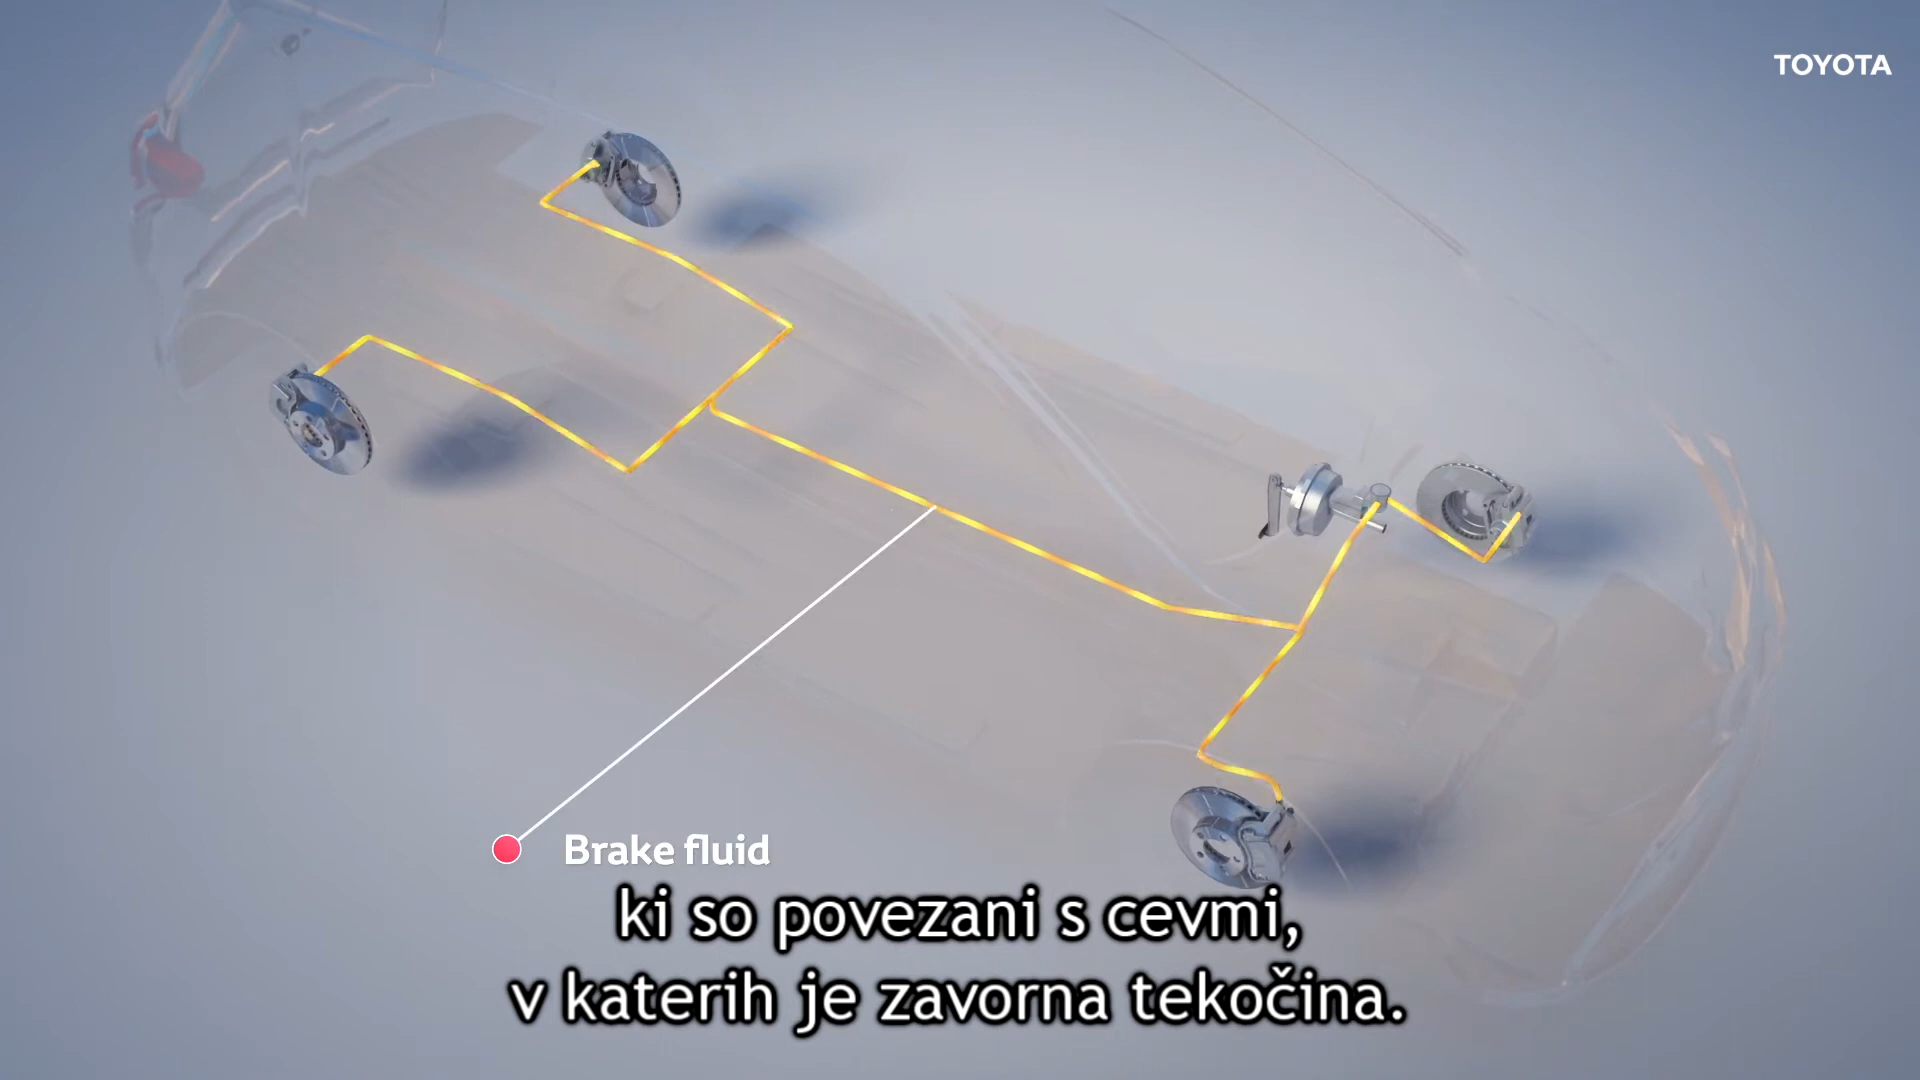 TOYOTA
Brake fluid
ki so povezani s cevmi,
v katerih je zavorna tekočina.